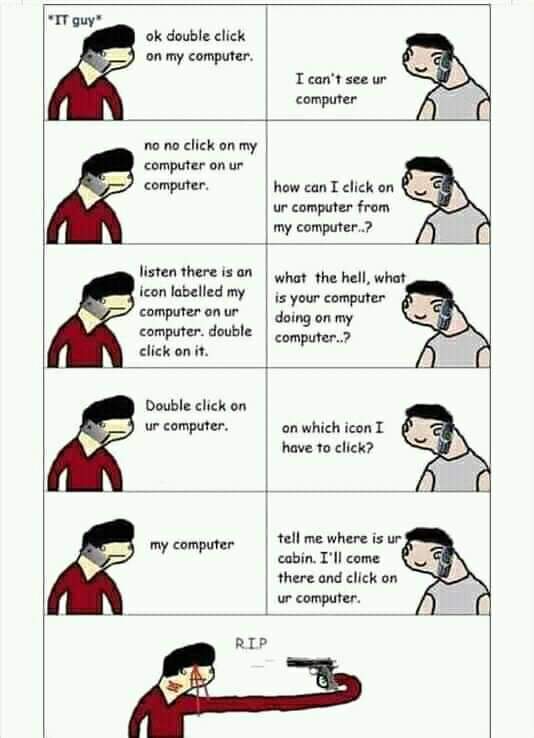 *IT guy*
ok double click
on my computer.
I can't see ur
computer
no no click on my
computer on ur
computer.
how can I click on
ur computer from
my computer..?
listen there is an
icon labelled my
computer on ur
computer. double
click on it.
what the hell, what
is your computer
doing on my
computer..?
Double click on
ur computer.
on which icon I
have to click?
my computer
tell me where is ur
cabin. I'll come
there and click on
ur computer.
R.I.P